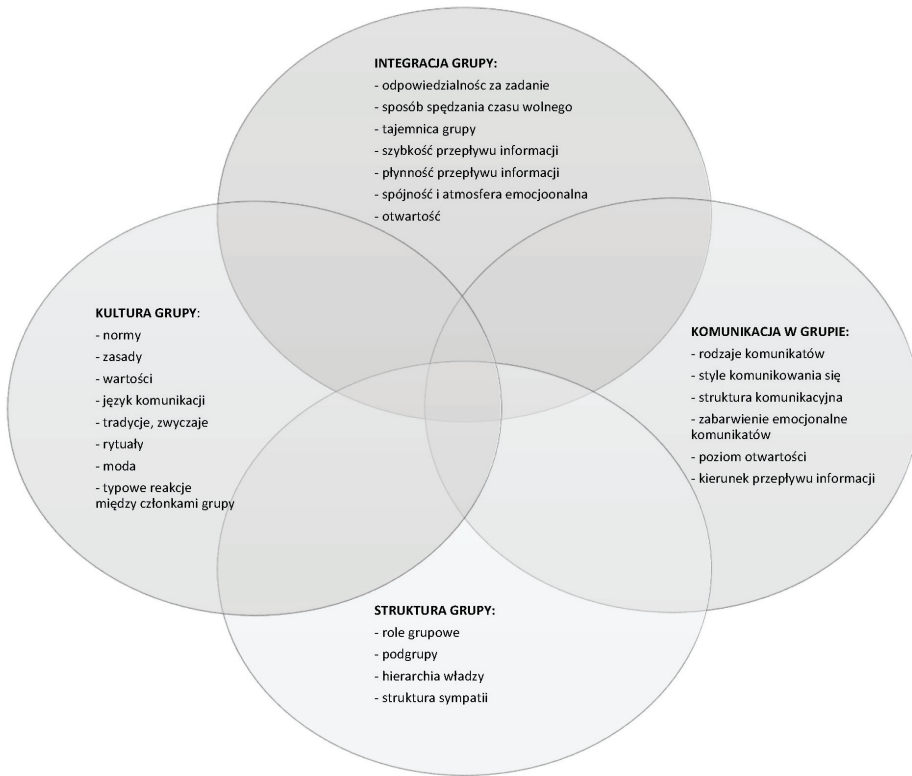 INTEGRACJA GRUPY:
- odpowiedzialnośc za zadanie
- sposób spędzania czasu wolnego
- tajemnica grupy
- szybkość przepływu informacji
- płynność przepływu informacji
- spójność i atmosfera emocjoonalna
- otwartość
KULTURA GRUPY:
- normy
- zasady
- wartości
- język komunikacji
- tradycje, zwyczaje
- rytuały
- moda
- typowe reakcje
między członkami grupy
KOMUNIKACJA W GRUPIE:
- rodzaje komunikatów
- style komunikowania się
- struktura komunikacyjna
- zabarwienie emocjonalne
komunikatów
- poziom otwartości
- kierunek przepływu informacji
STRUKTURA GRUPY:
- role grupowe
- podgrupy
- hierarchia władzy
- struktura sympatii